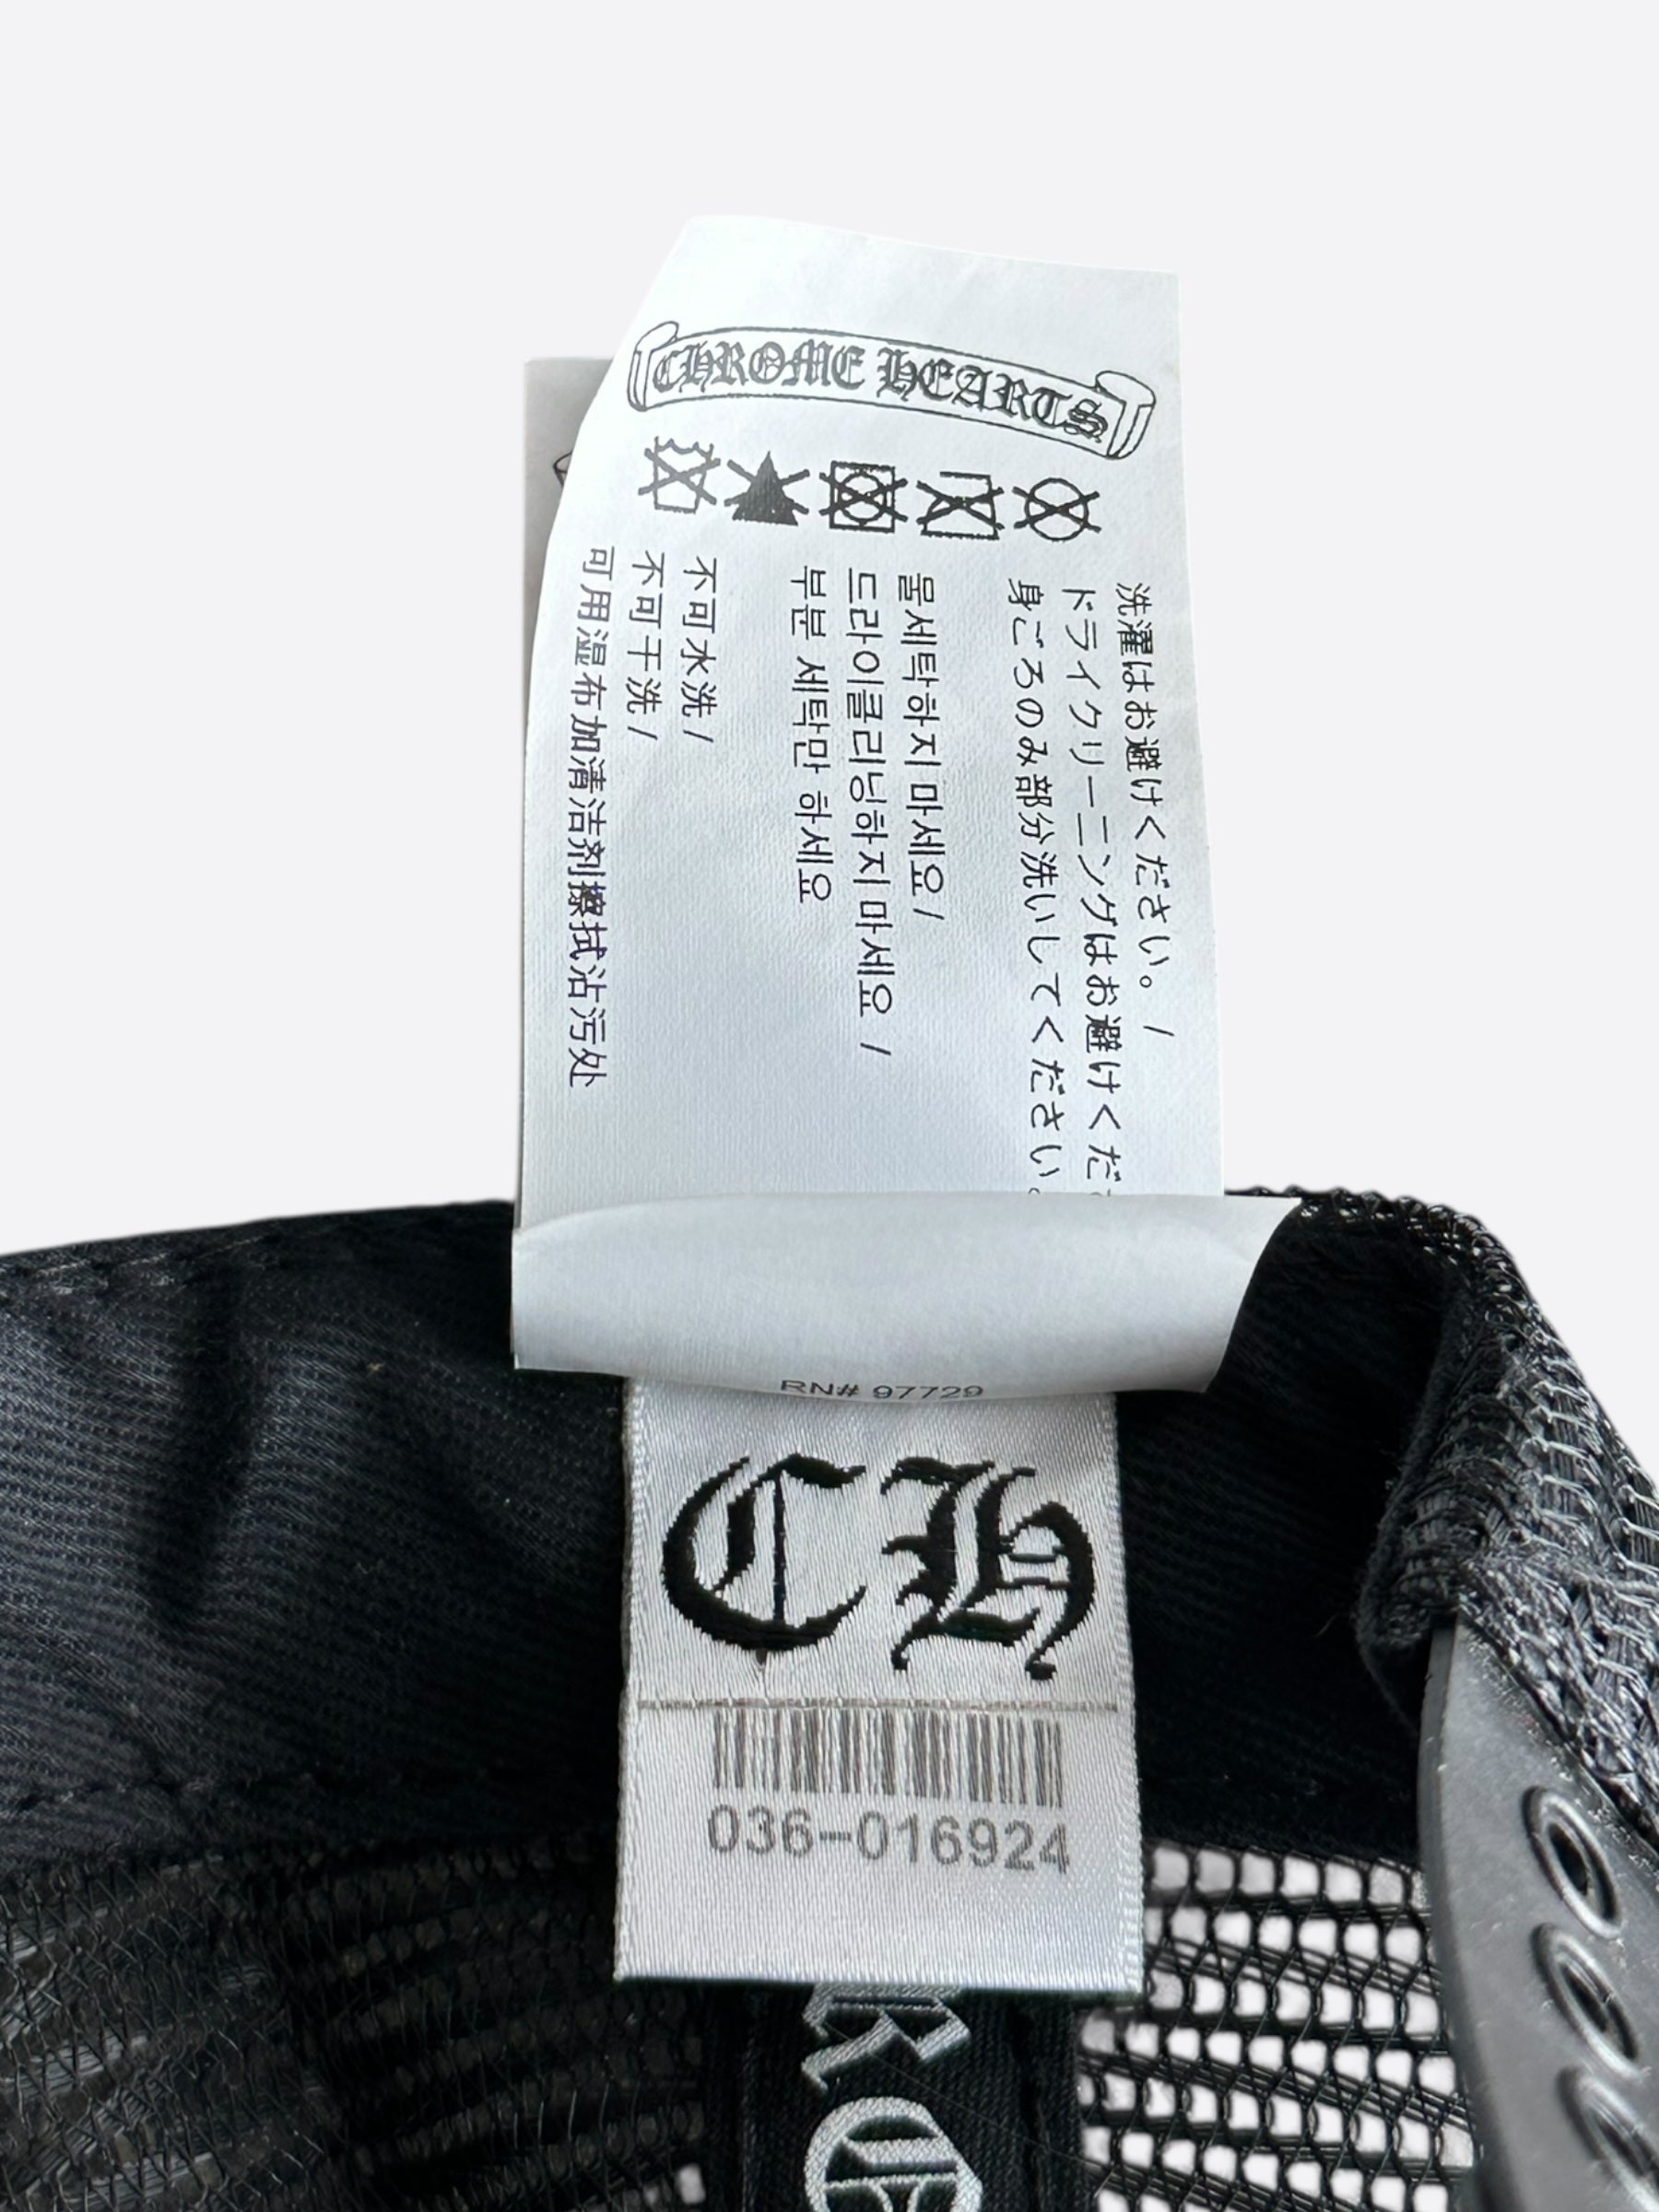 CHROME HEARTS
洗濯はお避けください。 /
ドライクリーニングはお避けくださ
身ごろのみ部分洗いしてください。
물세탁하지 마세요 /
드라이클리닝하지 마세요 /
부분 세탁만 하세요
不可水洗 /
不可干洗 /
可用湿布加清洁剂擦拭沾污处
RN# 97729
CH
036-016924
RO